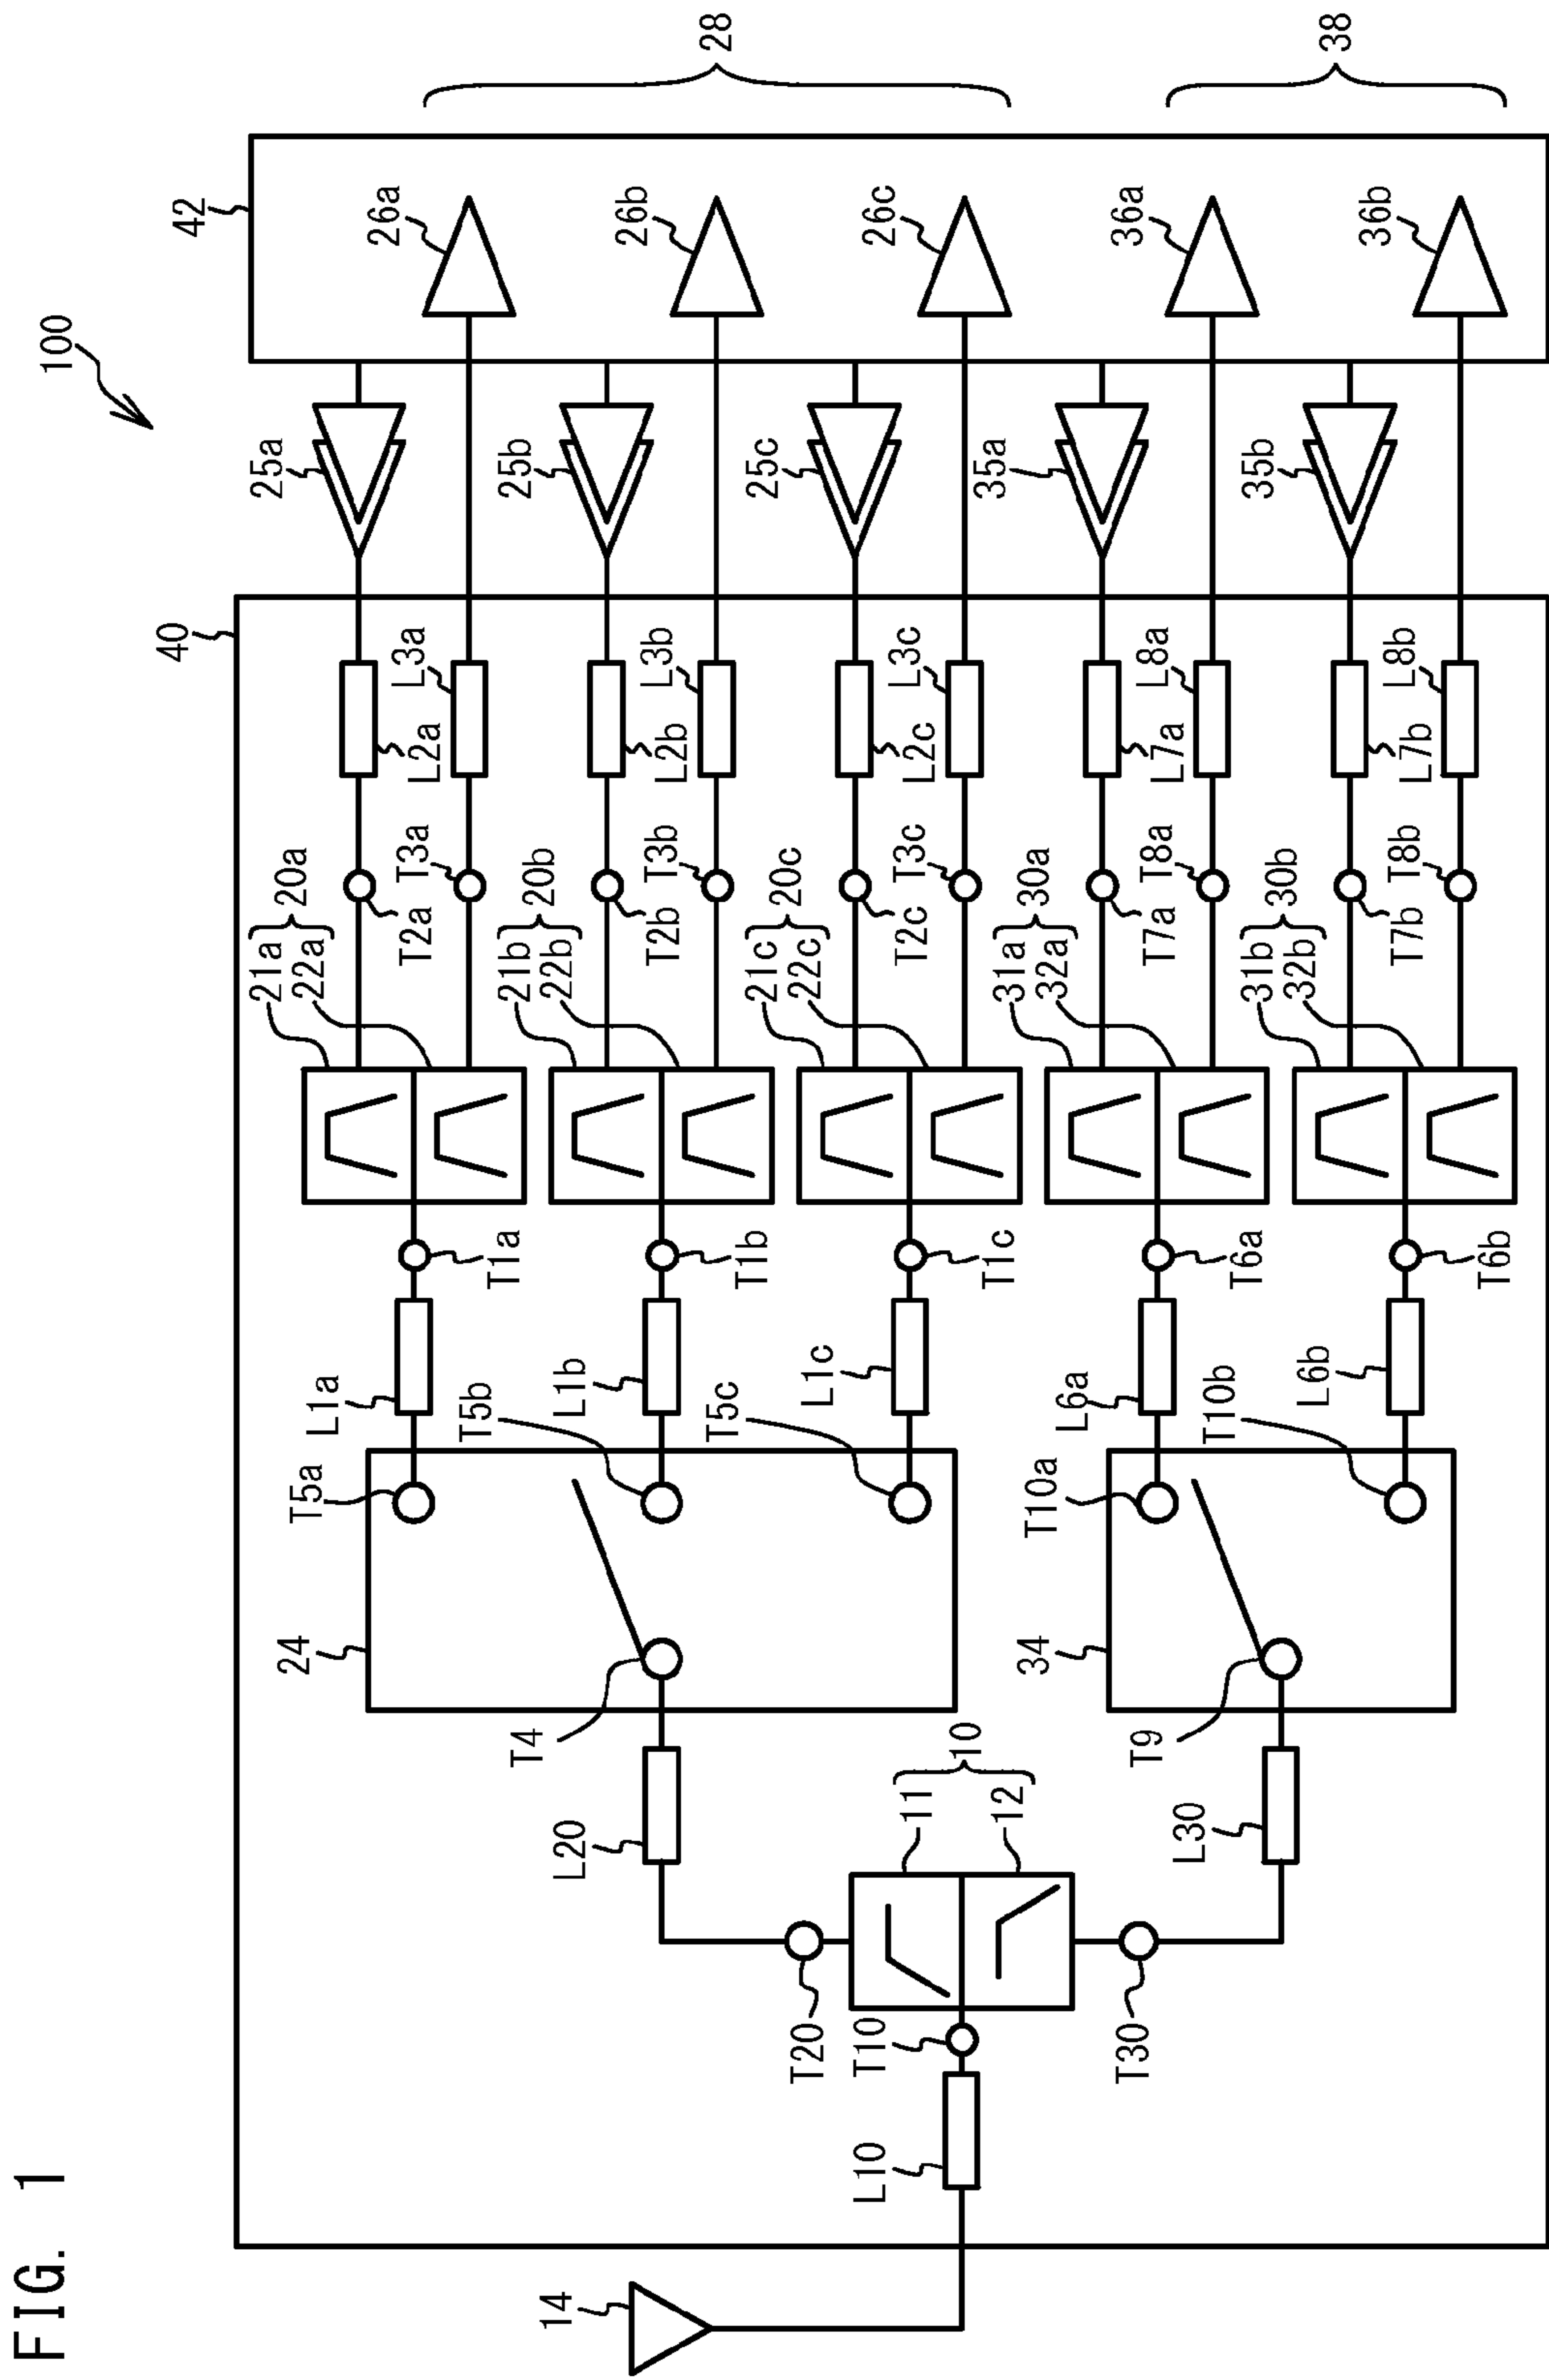 FIG. 1
100
14
40
42
28
38
L10
T10
T20
T30
11
12
10
L20
L30
T4
T9
24
34
T5a
T5b
T5c
T10a
T10b
L1a
L1b
L1c
L6a
L6b
T1a
T1b
T1c
T6a
T6b
21a
22a
20a
21b
22b
20b
21c
22c
20c
31a
32a
30a
31b
32b
30b
T2a
T3a
T2b
T3b
T2c
T3c
T7a
T8a
T7b
T8b
L2a
L3a
L2b
L3b
L2c
L3c
L7a
L8a
L7b
L8b
25a
25b
25c
35a
35b
26a
26b
26c
36a
36b